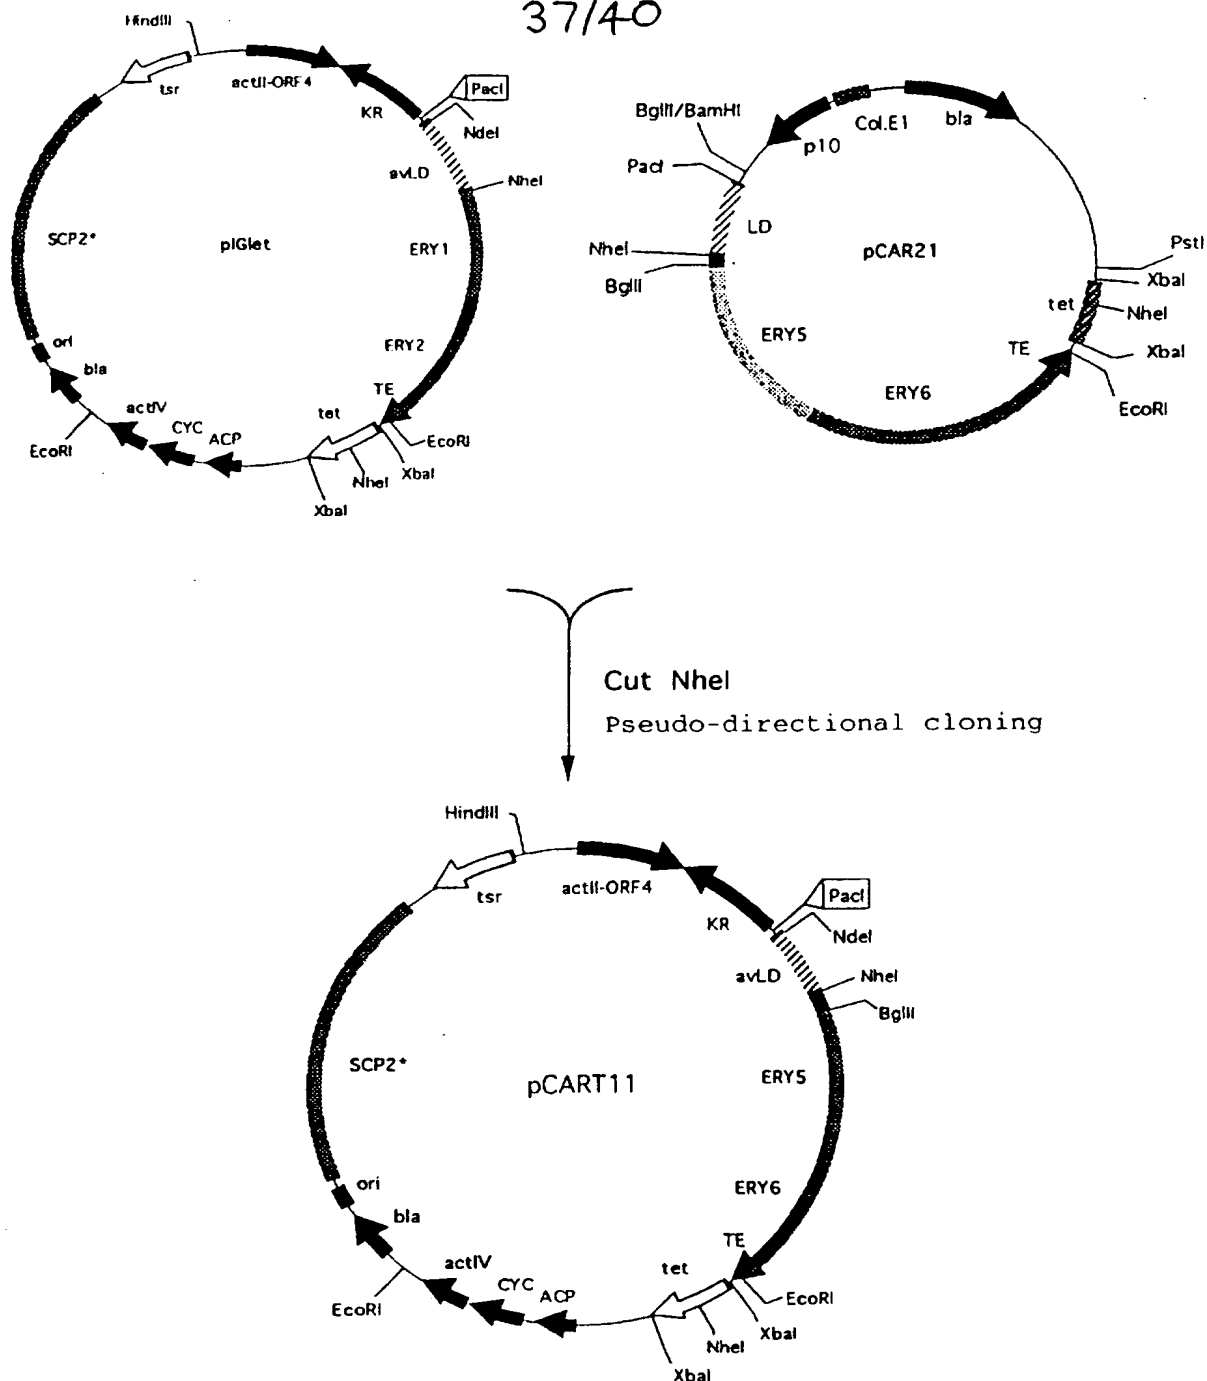 37/40
HindIII
tsr
actII-ORF4
KR
PacI
NdeI
avLD
NheI
SCP2*
pIGlet
ERY1
ERY2
TE
tet
EcoRI
XbaI
NheI
XbaI
ori
bla
actIV
CYC
ACP
EcoRI
BglII/BamHI
PacI
p10
Col.E1
bla
LD
NheI
BglII
pCAR21
PstI
XbaI
tet
NheI
XbaI
TE
EcoRI
ERY5
ERY6
Cut NheI
Pseudo-directional cloning
HindIII
tsr
actII-ORF4
KR
PacI
NdeI
avLD
NheI
BglII
SCP2*
pCART11
ERY5
ERY6
TE
tet
EcoRI
XbaI
NheI
XbaI
ori
bla
actIV
CYC
ACP
EcoRI